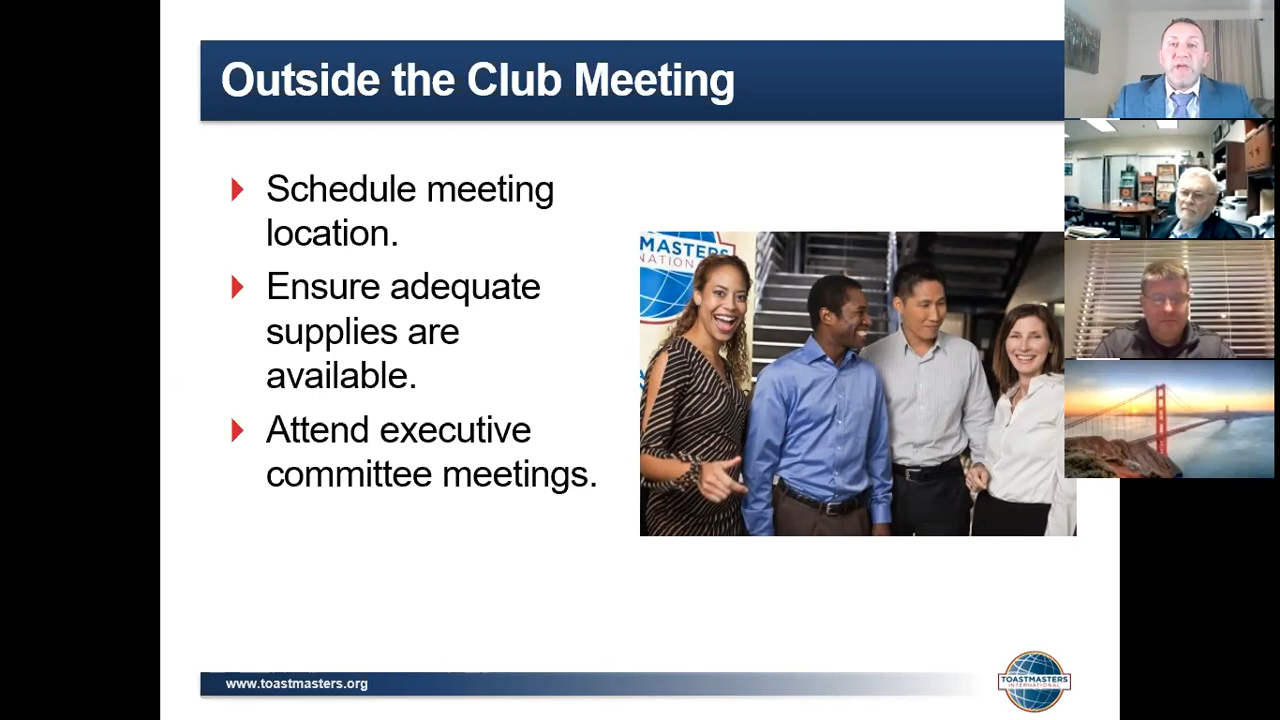 Outside the Club Meeting
Schedule meeting
location.
Ensure adequate
supplies are
available.
Attend executive
committee meetings.
MASTERS
NATIONAL
www.toastmasters.org
TOASTMASTERS
INTERNATIONAL